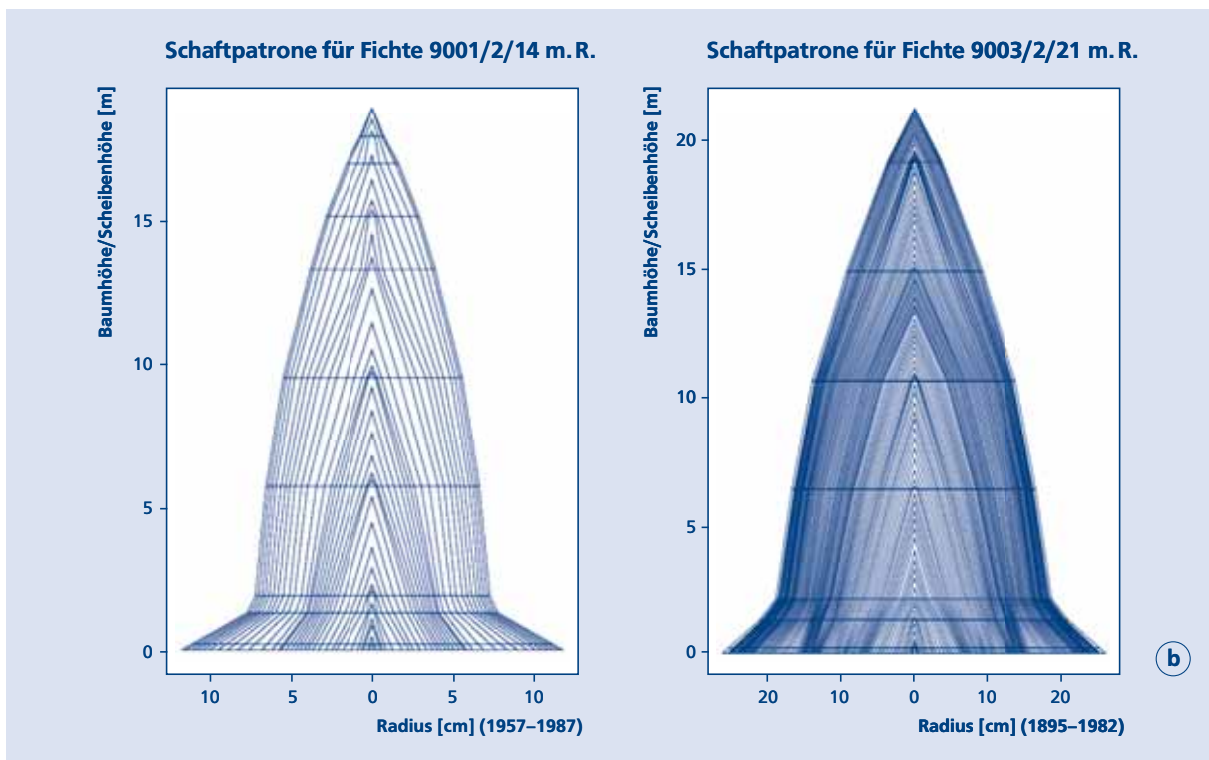 Schaftpatrone für Fichte 9001/2/14 m. R.
Baumhöhe/Scheibenhöhe [m]
15
10
5
0
10 5 0 5 10
Radius [cm] (1957–1987)
Schaftpatrone für Fichte 9003/2/21 m. R.
Baumhöhe/Scheibenhöhe [m]
20
15
10
5
0
20 10 0 10 20
Radius [cm] (1895–1982)
b